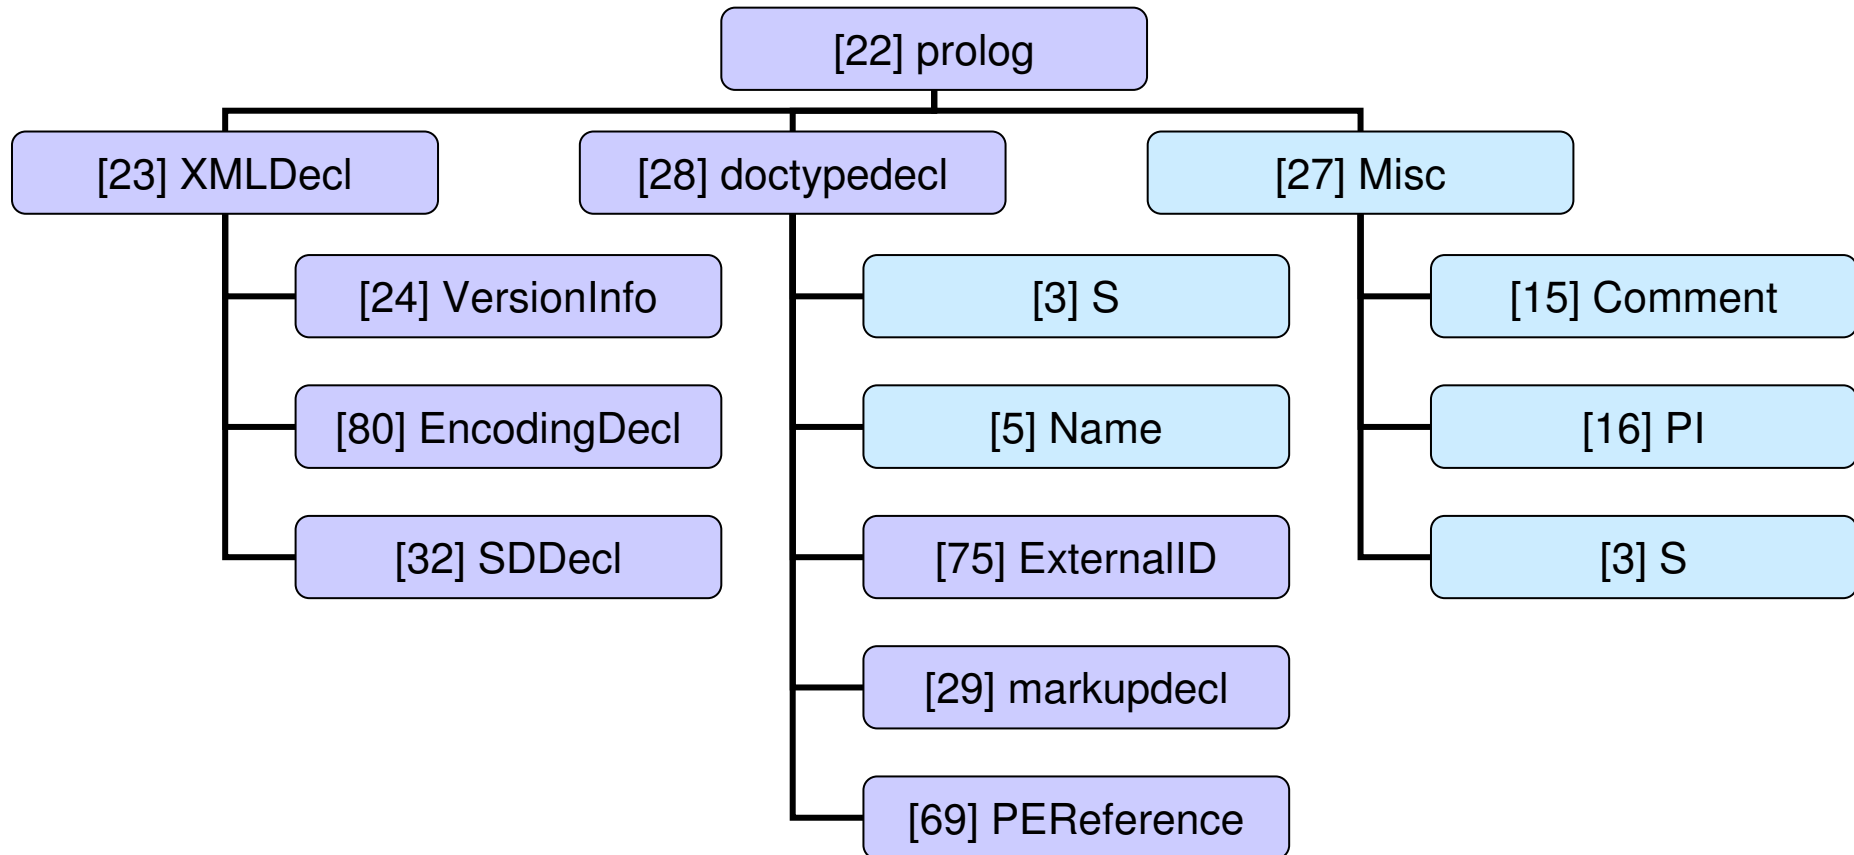 [22] prolog
[23] XMLDecl
[28] doctypedecl
[27] Misc
[24] VersionInfo
[3] S
[15] Comment
[80] EncodingDecl
[5] Name
[16] PI
[32] SDDecl
[75] ExternalID
[3] S
[29] markupdecl
[69] PEReference